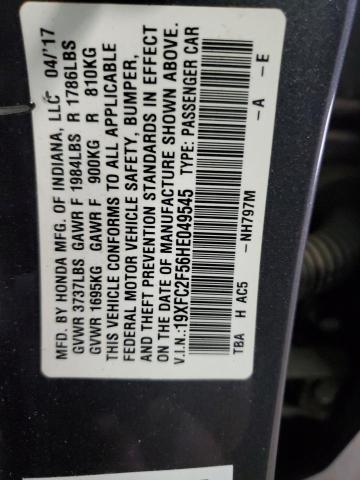 MFD. BY HONDA MFG. OF INDIANA, LLC 04/'17
GVWR 3737LBS GAWR F 1984LBS R 1786LBS
GVWR 1695KG GAWR F 900KG R 810KG
THIS VEHICLE CONFORMS TO ALL APPLICABLE
FEDERAL MOTOR VEHICLE SAFETY, BUMPER,
AND THEFT PREVENTION STANDARDS IN EFFECT
ON THE DATE OF MANUFACTURE SHOWN ABOVE.
V.I.N.:19XFC2F56HE049545 TYPE: PASSENGER CAR
-NH797M -A -E
TBA H AC5